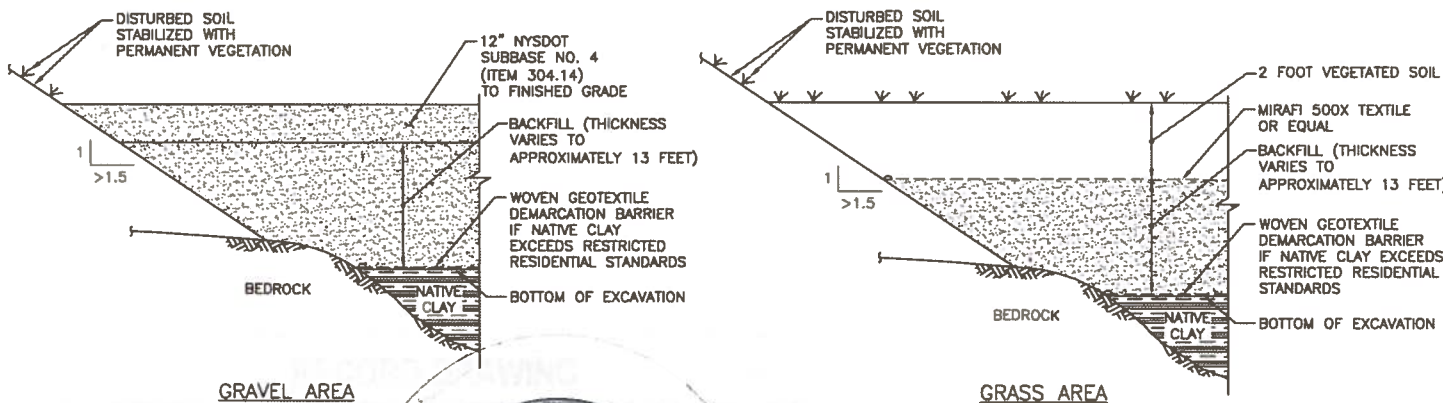 DISTURBED SOIL
STABILIZED WITH
PERMANENT VEGETATION
12" NYSDOT
SUBBASE NO. 4
(ITEM 304.14)
TO FINISHED GRADE
BACKFILL (THICKNESS
VARIES TO
APPROXIMATELY 13 FEET)
1
>1.5
WOVEN GEOTEXTILE
DEMARCATION BARRIER
IF NATIVE CLAY
EXCEEDS RESTRICTED
RESIDENTIAL STANDARDS
BEDROCK
NATIVE
CLAY
BOTTOM OF EXCAVATION
GRAVEL AREA
DISTURBED SOIL
STABILIZED WITH
PERMANENT VEGETATION
2 FOOT VEGETATED SOIL
MIRAFI 500X TEXTILE
OR EQUAL
BACKFILL (THICKNESS
VARIES TO
APPROXIMATELY 13 FEET)
1
>1.5
WOVEN GEOTEXTILE
DEMARCATION BARRIER
IF NATIVE CLAY EXCEEDS
RESTRICTED RESIDENTIAL
STANDARDS
BEDROCK
NATIVE
CLAY
BOTTOM OF EXCAVATION
GRASS AREA